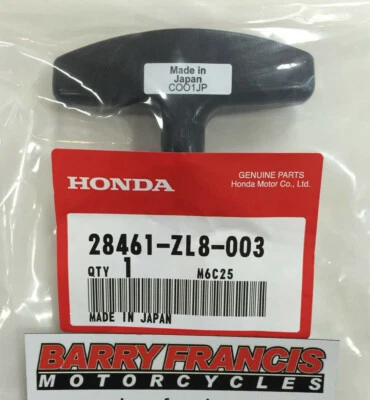 Made in
Japan
COO1JP
HONDA
GENUINE PARTS
Honda Motor Co., Ltd.
28461-ZL8-003
QTY 1 M6C25
MADE IN JAPAN
BARRY FRANCIS
MOTORCYCLES